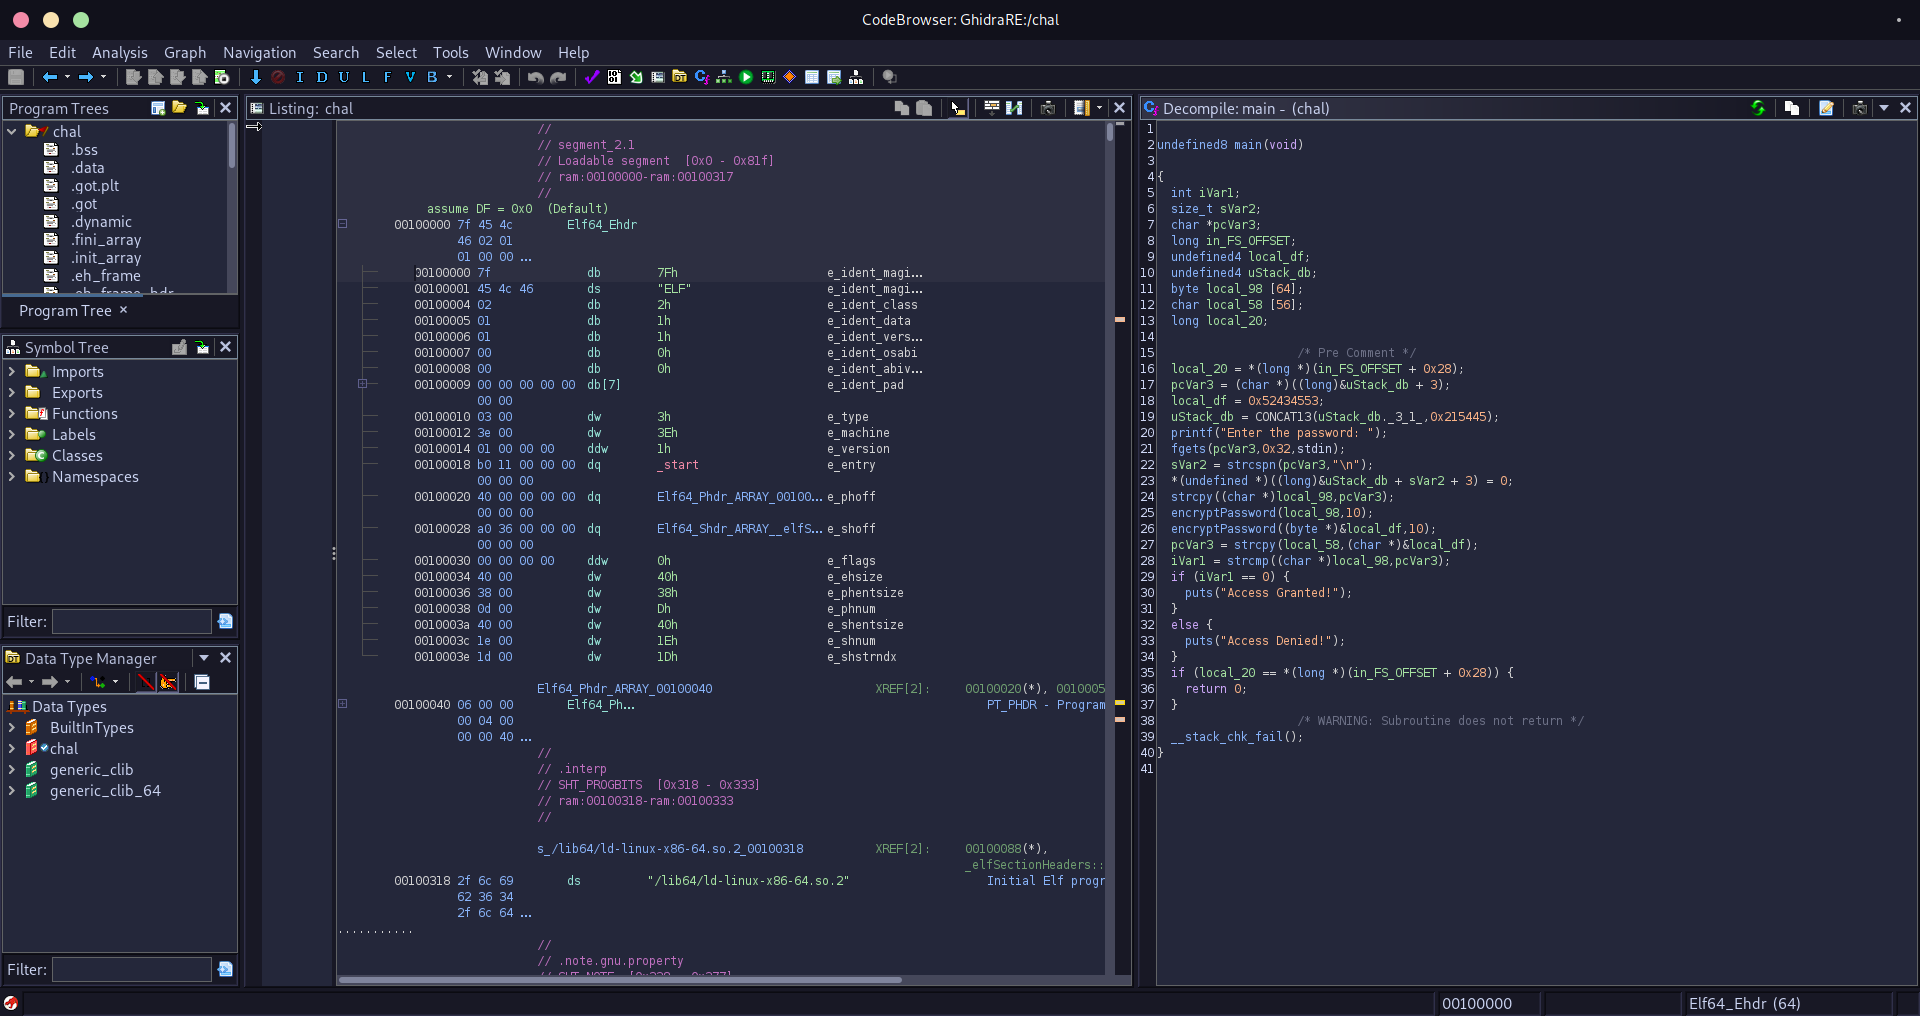 CodeBrowser: GhidraRE:/chal
File Edit Analysis Graph Navigation Search Select Tools Window Help
I D U L F V B
Program Trees
chal
.bss
.data
.got.plt
.got
.dynamic
.fini_array
.init_array
.eh_frame
.eh_frame_hdr
Program Tree ×
Symbol Tree
Imports
Exports
Functions
Labels
Classes
Namespaces
Filter:
Data Type Manager
Data Types
BuiltInTypes
chal
generic_clib
generic_clib_64
Filter:
Listing: chal
//
// segment_2.1
// Loadable segment [0x0 - 0x81f]
// ram:00100000-ram:00100317
//
assume DF = 0x0 (Default)
00100000 7f 45 4c Elf64_Ehdr
46 02 01
01 00 00 ...
00100000 7f db 7Fh e_ident_magi...
00100001 45 4c 46 ds "ELF" e_ident_magi...
00100004 02 db 2h e_ident_class
00100005 01 db 1h e_ident_data
00100006 01 db 1h e_ident_vers...
00100007 00 db 0h e_ident_osabi
00100008 00 db 0h e_ident_abiv...
00100009 00 00 00 00 00 db[7] e_ident_pad
00 00
00100010 03 00 dw 3h e_type
00100012 3e 00 dw 3Eh e_machine
00100014 01 00 00 00 ddw 1h e_version
00100018 b0 11 00 00 00 dq _start e_entry
00 00 00
00100020 40 00 00 00 00 dq Elf64_Phdr_ARRAY_00100... e_phoff
00 00 00
00100028 a0 36 00 00 00 dq Elf64_Shdr_ARRAY__elfS... e_shoff
00 00 00
00100030 00 00 00 00 ddw 0h e_flags
00100034 40 00 dw 40h e_ehsize
00100036 38 00 dw 38h e_phentsize
00100038 0d 00 dw Dh e_phnum
0010003a 40 00 dw 40h e_shentsize
0010003c 1e 00 dw 1Eh e_shnum
0010003e 1d 00 dw 1Dh e_shstrndx
Elf64_Phdr_ARRAY_00100040 XREF[2]: 00100020(*), 0010005
00100040 06 00 00 Elf64_Ph... PT_PHDR - Program
00 04 00
00 00 40 ...
//
// .interp
// SHT_PROGBITS [0x318 - 0x333]
// ram:00100318-ram:00100333
//
s_/lib64/ld-linux-x86-64.so.2_00100318 XREF[2]: 00100088(*),
_elfSectionHeaders::
00100318 2f 6c 69 ds "/lib64/ld-linux-x86-64.so.2" Initial Elf progr
62 36 34
2f 6c 64 ...
...........
//
// .note.gnu.property
// SHT_NOTE [0x338 - 0x377]
Decompile: main - (chal)
1
2 undefined8 main(void)
3
4 {
5 int iVar1;
6 size_t sVar2;
7 char *pcVar3;
8 long in_FS_OFFSET;
9 undefined4 local_df;
10 undefined4 uStack_db;
11 byte local_98 [64];
12 char local_58 [56];
13 long local_20;
14
15 /* Pre Comment */
16 local_20 = *(long *)(in_FS_OFFSET + 0x28);
17 pcVar3 = (char *)((long)&uStack_db + 3);
18 local_df = 0x52434553;
19 uStack_db = CONCAT13(uStack_db._3_1_,0x215445);
20 printf("Enter the password: ");
21 fgets(pcVar3,0x32,stdin);
22 sVar2 = strcspn(pcVar3,"\n");
23 *(undefined *)((long)&uStack_db + sVar2 + 3) = 0;
24 strcpy((char *)local_98,pcVar3);
25 encryptPassword(local_98,10);
26 encryptPassword((byte *)&local_df,10);
27 pcVar3 = strcpy(local_58,(char *)&local_df);
28 iVar1 = strcmp((char *)local_98,pcVar3);
29 if (iVar1 == 0) {
30 puts("Access Granted!");
31 }
32 else {
33 puts("Access Denied!");
34 }
35 if (local_20 == *(long *)(in_FS_OFFSET + 0x28)) {
36 return 0;
37 }
38 /* WARNING: Subroutine does not return */
39 __stack_chk_fail();
40 }
41
00100000 Elf64_Ehdr (64)